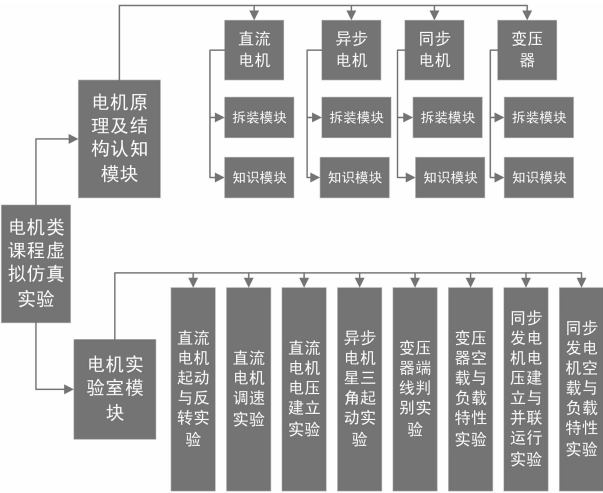 直流
电机
异步
电机
同步
电机
变压
器
电机原
理及结
构认知
模块
拆装模块
拆装模块
拆装模块
拆装模块
知识模块
知识模块
知识模块
知识模块
电机类
课程虚
拟仿真
实验
电机实
验室模
块
直流
电机
起动
与反
转实
验
直流
电机
调速
实验
直流
电机
电压
建立
实验
异步
电机
星三
角起
动实
验
变压
器端
线判
别实
验
变压
器空
载与
负载
特性
实验
同步
发电
机电
压建
立与
并联
运行
实验
同步
发电
机空
载与
负载
特性
实验